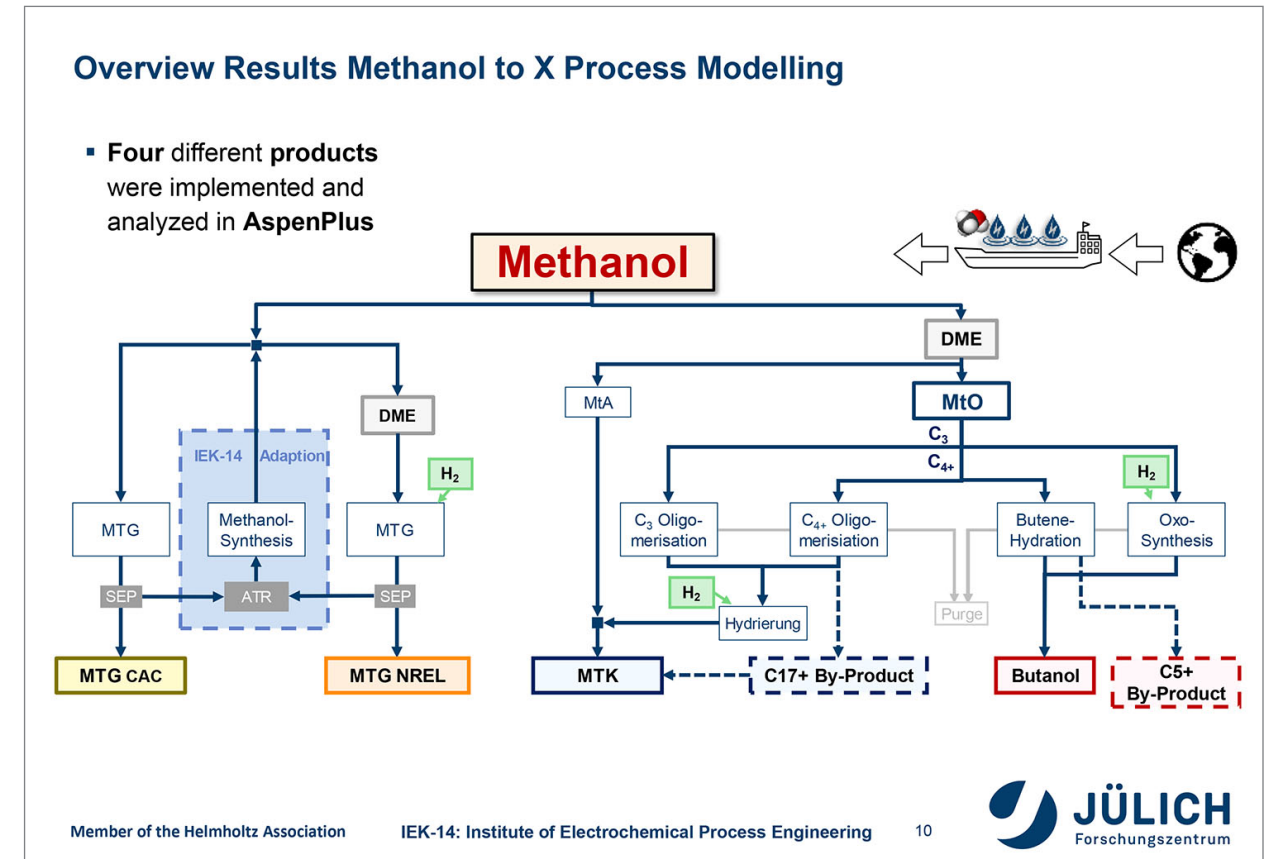 Overview Results Methanol to X Process Modelling
▪ Four different products
were implemented and
analyzed in AspenPlus
Methanol
DME
MtA
MtO
DME
C₃
C₄₊
IEK-14 Adaption
H₂
H₂
MTG
Methanol-
Synthesis
MTG
C₃ Oligo-
merisation
C₄₊ Oligo-
merisiation
Butene-
Hydration
Oxo-
Synthesis
SEP
ATR
SEP
H₂
Hydrierung
Purge
MTG CAC
MTG NREL
MTK
C17+ By-Product
Butanol
C5+
By-Product
Member of the Helmholtz Association
IEK-14: Institute of Electrochemical Process Engineering
10
JÜLICH
Forschungszentrum